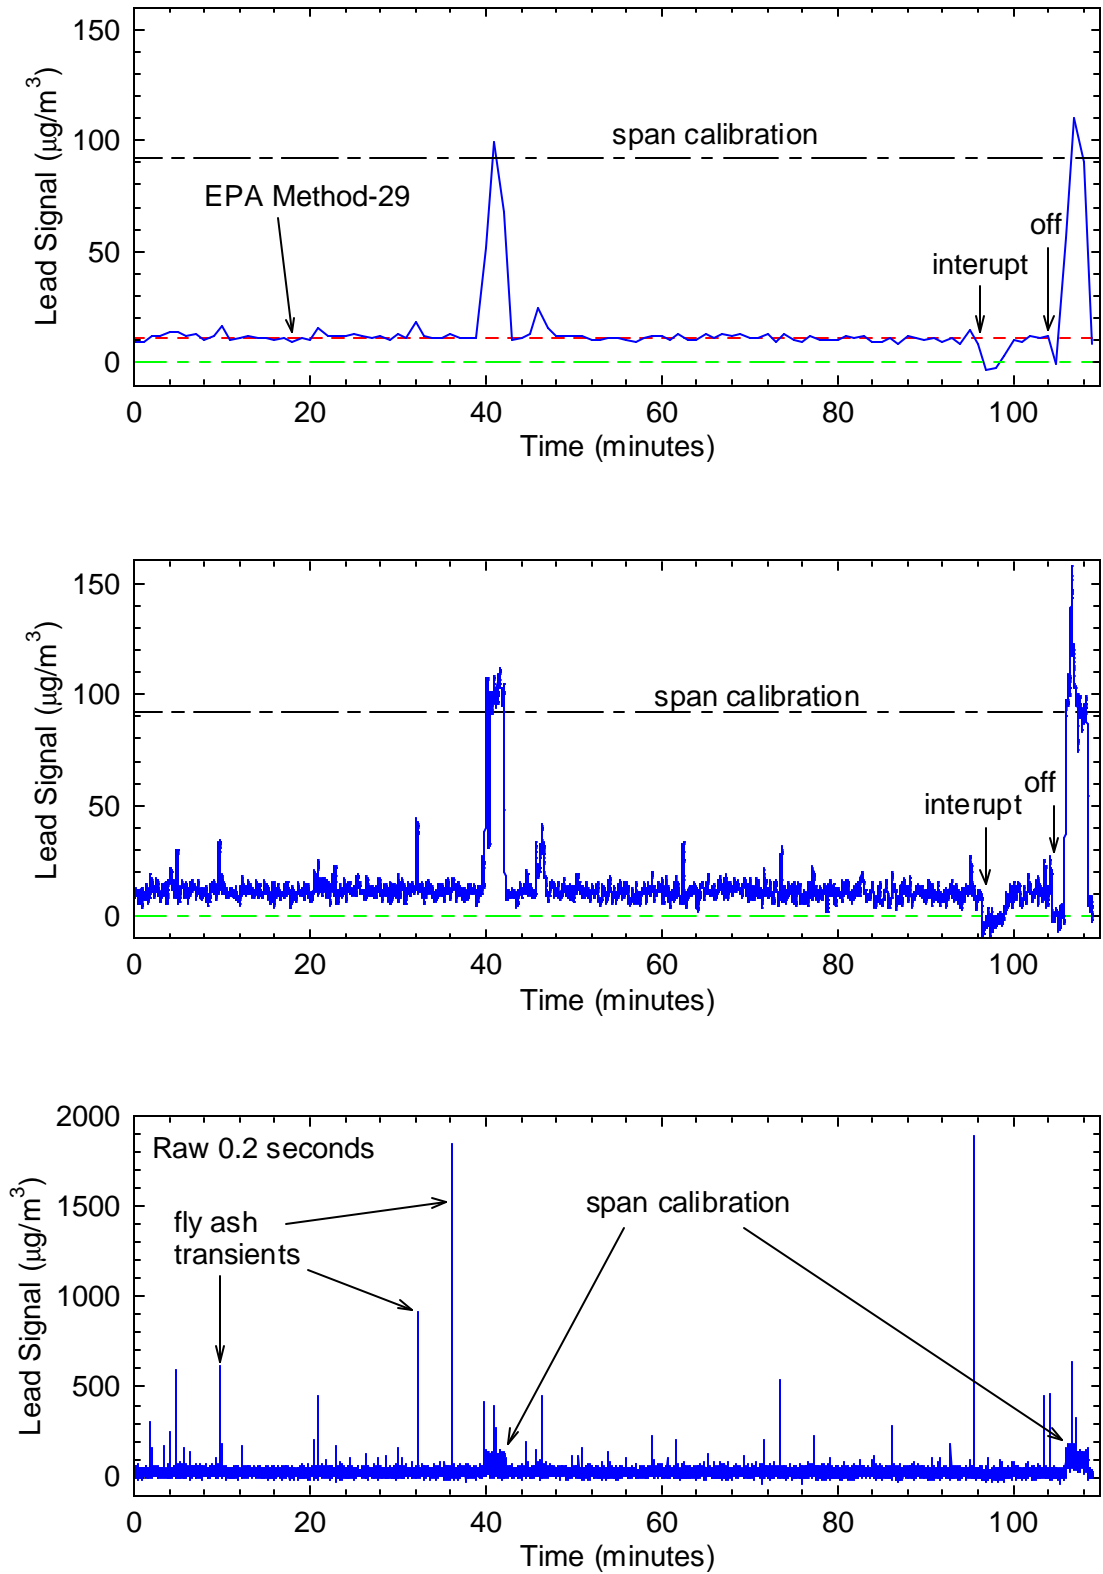 150
span calibration
100
EPA Method-29
off
50
interupt
0
Lead Signal (μg/m³)
0 20 40 60 80 100
Time (minutes)
150
span calibration
100
off
interupt
50
0
Lead Signal (μg/m³)
0 20 40 60 80 100
Time (minutes)
2000
Raw 0.2 seconds
1500
fly ash
transients
span calibration
1000
500
0
Lead Signal (μg/m³)
0 20 40 60 80 100
Time (minutes)